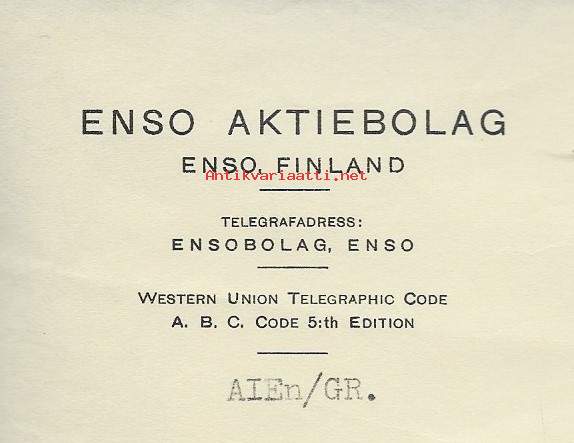 ENSO AKTIEBOLAG
ENSO, FINLAND
Antikvariaatti.net
TELEGRAFADRESS:
ENSOBOLAG, ENSO
WESTERN UNION TELEGRAPHIC CODE
A. B. C. CODE 5:th EDITION
AIEn/GR.